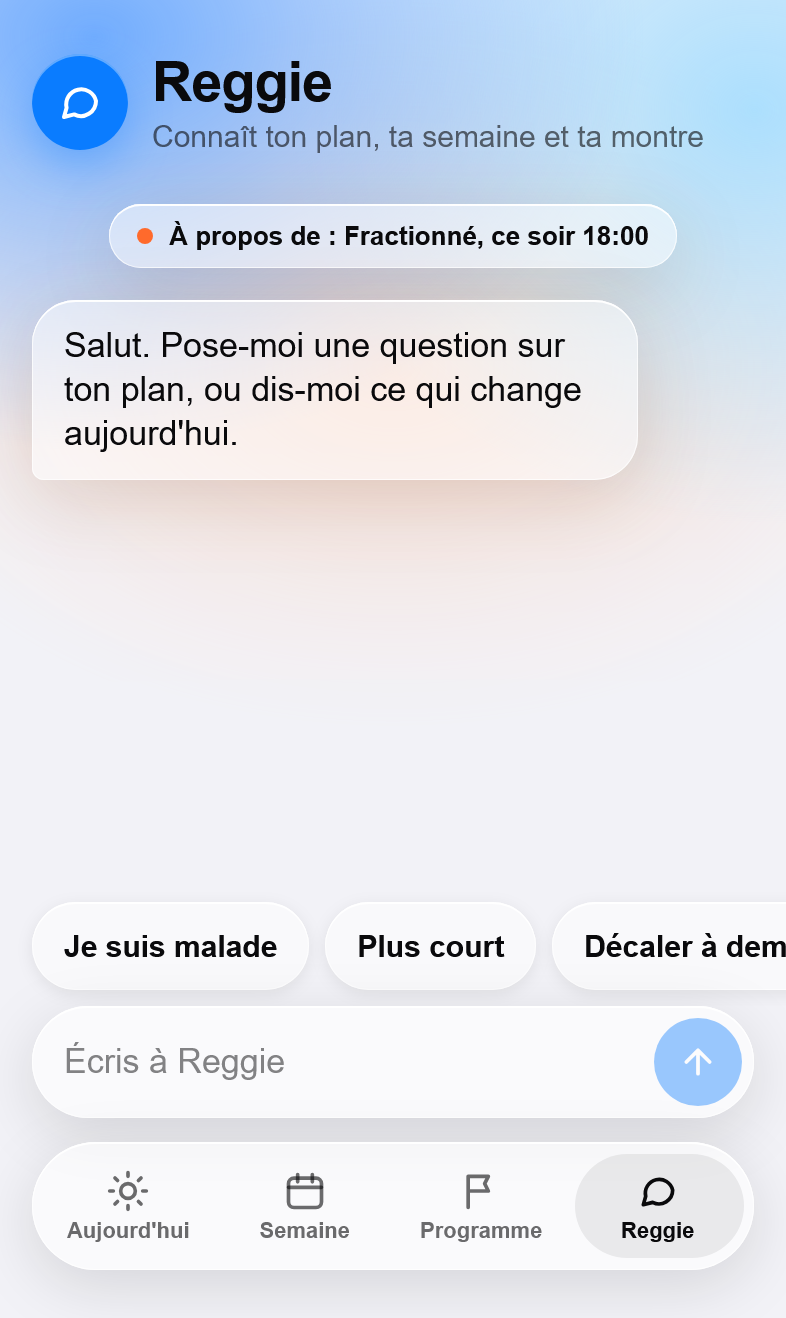 Reggie
Connaît ton plan, ta semaine et ta montre
À propos de : Fractionné, ce soir 18:00
Salut. Pose-moi une question sur
ton plan, ou dis-moi ce qui change
aujourd'hui.
Je suis malade
Plus court
Décaler à dem
Écris à Reggie
Aujourd'hui
Semaine
Programme
Reggie